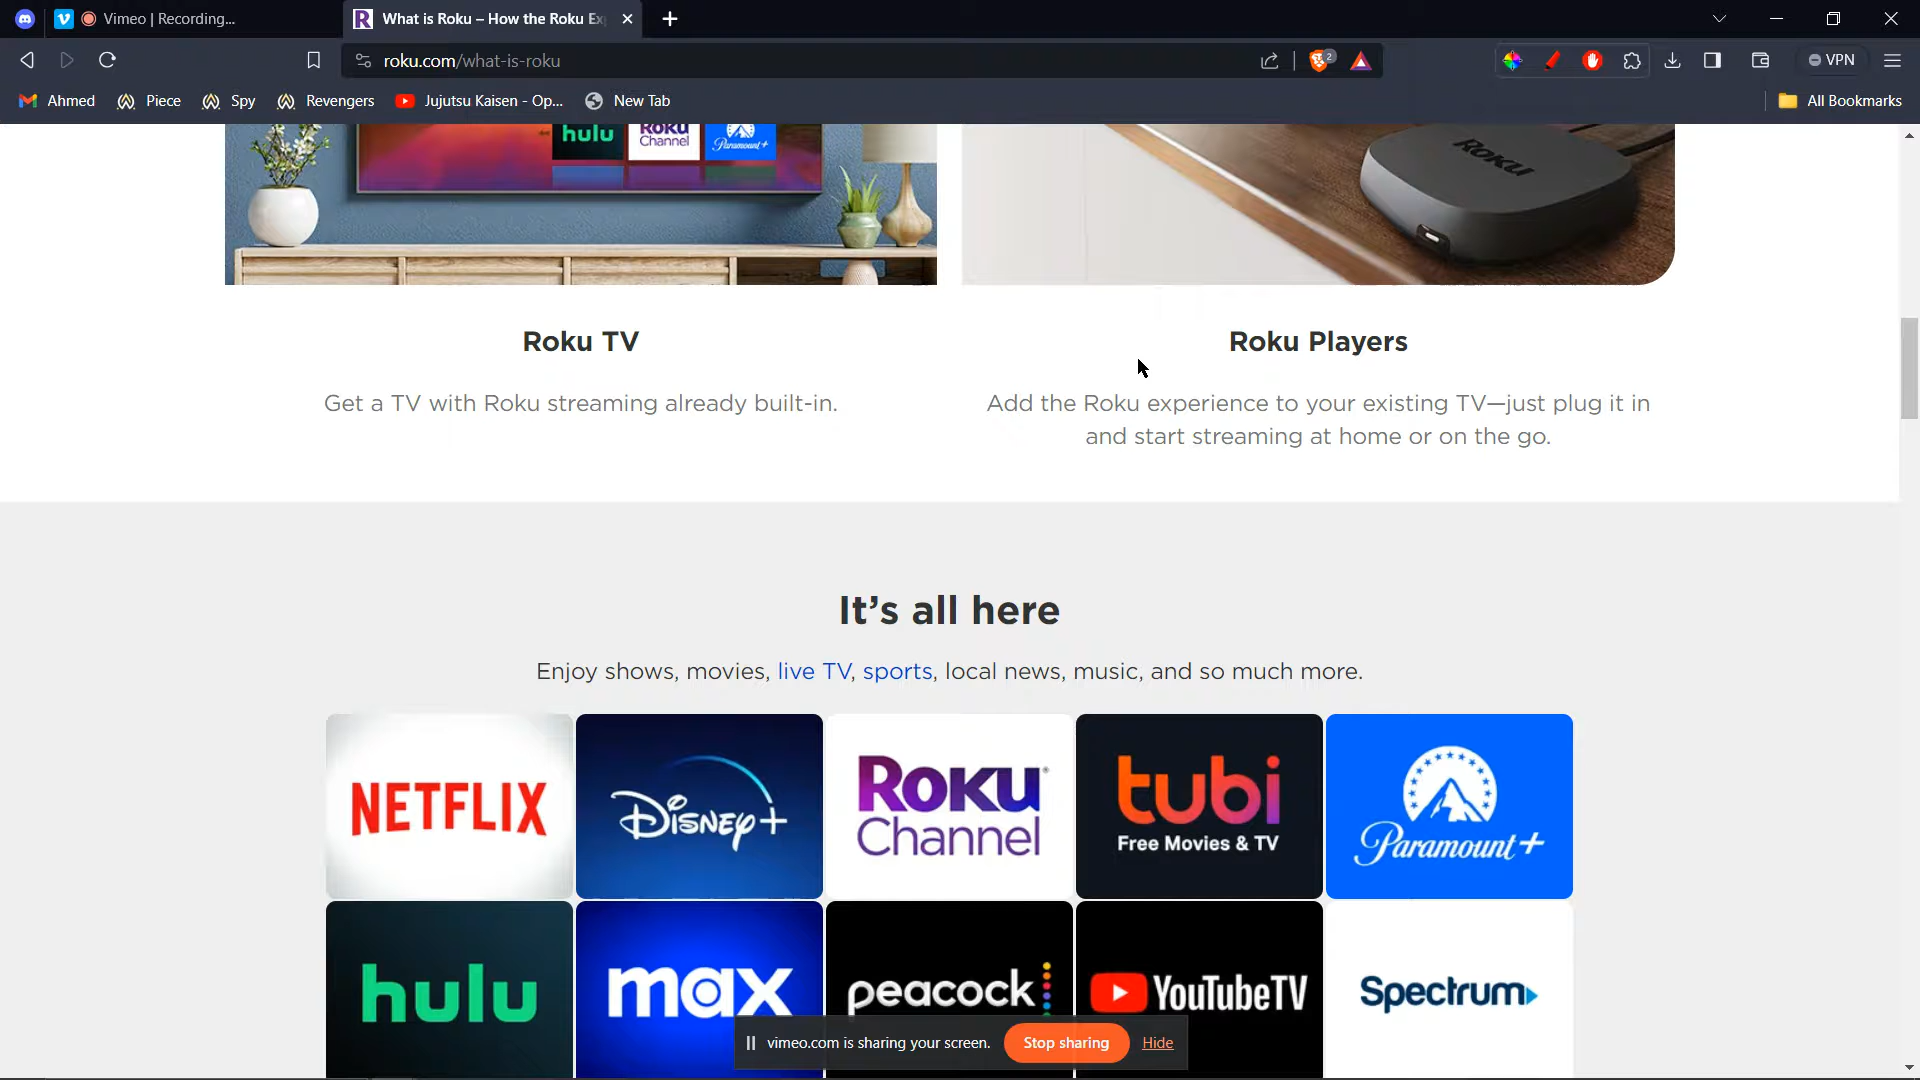 Vimeo | Recording...
What is Roku – How the Roku Ex
roku.com/what-is-roku
2
VPN
Ahmed
Piece
Spy
Revengers
Jujutsu Kaisen - Op...
New Tab
All Bookmarks
hulu
Roku
Channel
Paramount+
Roku
Roku TV
Roku Players
Get a TV with Roku streaming already built-in.
Add the Roku experience to your existing TV—just plug it in
and start streaming at home or on the go.
It's all here
Enjoy shows, movies, live TV, sports, local news, music, and so much more.
NETFLIX
Disney+
Roku
Channel
tubi
Free Movies & TV
Paramount+
hulu
max
peacock
YouTubeTV
Spectrum
vimeo.com is sharing your screen.
Stop sharing
Hide